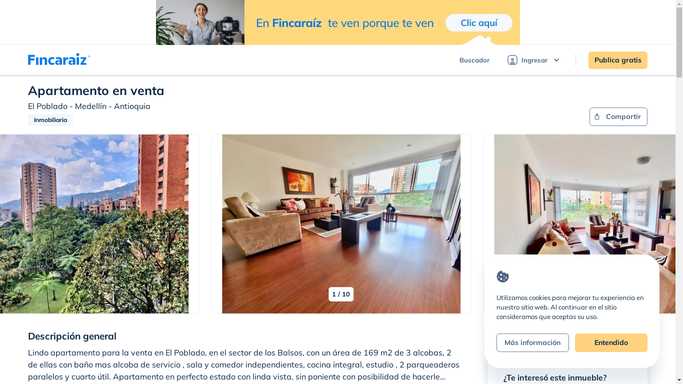 En Fincaraíz te ven porque te ven
Clic aquí
Fincaraiz
Buscador
Ingresar
Publica gratis
Apartamento en venta
El Poblado - Medellín - Antioquia
Inmobiliaria
Compartir
1 / 10
Utilizamos cookies para mejorar tu experiencia en
nuestro sitio web. Al continuar en el sitio
consideramos que aceptas su uso.
Más información
Entendido
Descripción general
Lindo apartamento para la venta en El Poblado, en el sector de los Balsos, con un área de 169 m2 de 3 alcobas, 2
de ellas con baño mas alcoba de servicio , sala y comedor independientes, cocina integral, estudio , 2 parqueaderos
paralelos y cuarto útil. Apartamento en perfecto estado con linda vista, sin poniente con posibilidad de hacerle...
¿Te interesó este inmueble?